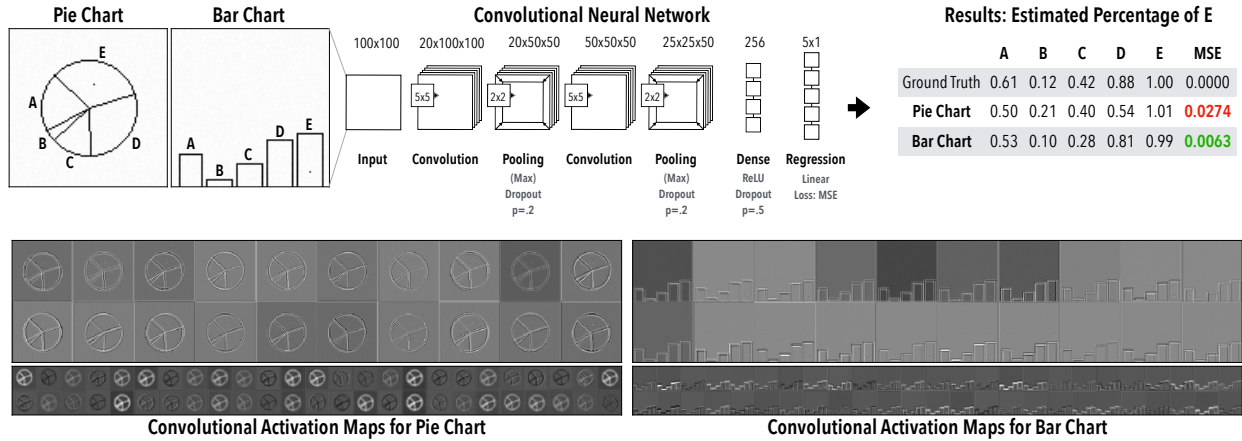 Pie Chart
Bar Chart
Convolutional Neural Network
Results: Estimated Percentage of E
E
A
B
C
D
A
B
C
D
E
100x100
20x100x100
20x50x50
50x50x50
25x25x50
256
5x1
5x5
2x2
5x5
2x2
Input
Convolution
Pooling
(Max)
Dropout
p=.2
Convolution
Pooling
(Max)
Dropout
p=.2
Dense
ReLU
Dropout
p=.5
Regression
Linear
Loss: MSE
A B C D E MSE
Ground Truth 0.61 0.12 0.42 0.88 1.00 0.0000
Pie Chart 0.50 0.21 0.40 0.54 1.01 0.0274
Bar Chart 0.53 0.10 0.28 0.81 0.99 0.0063
Convolutional Activation Maps for Pie Chart
Convolutional Activation Maps for Bar Chart